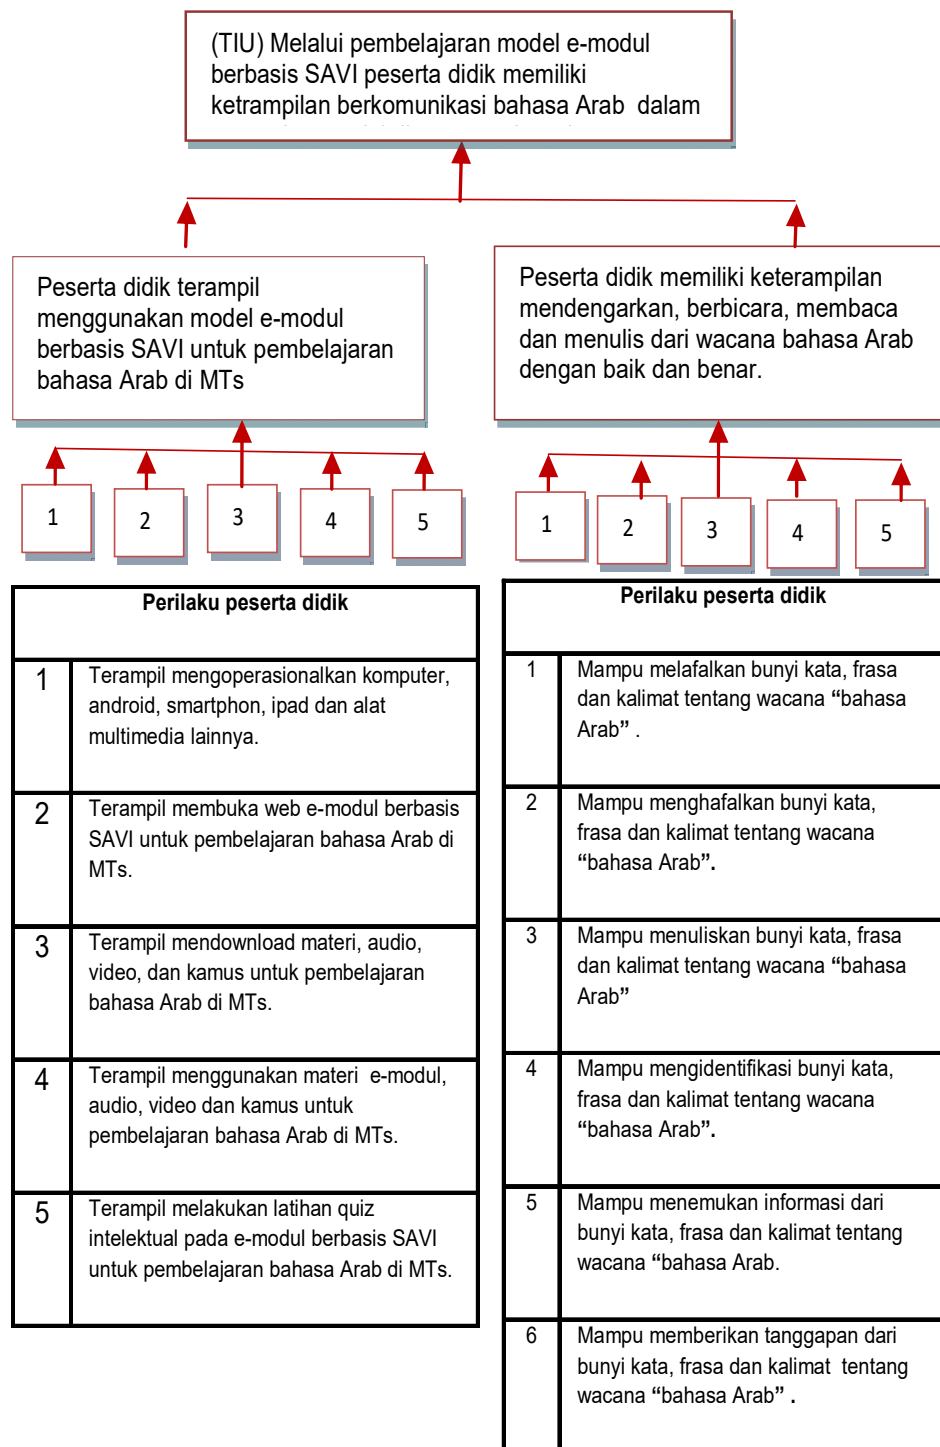 (TIU) Melalui pembelajaran model e-modul
berbasis SAVI peserta didik memiliki
ketrampilan berkomunikasi bahasa Arab dalam
Peserta didik terampil
menggunakan model e-modul
berbasis SAVI untuk pembelajaran
bahasa Arab di MTs
Peserta didik memiliki keterampilan
mendengarkan, berbicara, membaca
dan menulis dari wacana bahasa Arab
dengan baik dan benar.
1
2
3
4
5
1
2
3
4
5
Perilaku peserta didik
1
Terampil mengoperasionalkan komputer,
android, smartphon, ipad dan alat
multimedia lainnya.
2
Terampil membuka web e-modul berbasis
SAVI untuk pembelajaran bahasa Arab di
MTs.
3
Terampil mendownload materi, audio,
video, dan kamus untuk pembelajaran
bahasa Arab di MTs.
4
Terampil menggunakan materi e-modul,
audio, video dan kamus untuk
pembelajaran bahasa Arab di MTs.
5
Terampil melakukan latihan quiz
intelektual pada e-modul berbasis SAVI
untuk pembelajaran bahasa Arab di MTs.
Perilaku peserta didik
1
Mampu melafalkan bunyi kata, frasa
dan kalimat tentang wacana “bahasa
Arab” .
2
Mampu menghafalkan bunyi kata,
frasa dan kalimat tentang wacana
“bahasa Arab”.
3
Mampu menuliskan bunyi kata, frasa
dan kalimat tentang wacana “bahasa
Arab”
4
Mampu mengidentifikasi bunyi kata,
frasa dan kalimat tentang wacana
“bahasa Arab”.
5
Mampu menemukan informasi dari
bunyi kata, frasa dan kalimat tentang
wacana “bahasa Arab.
6
Mampu memberikan tanggapan dari
bunyi kata, frasa dan kalimat tentang
wacana “bahasa Arab” .